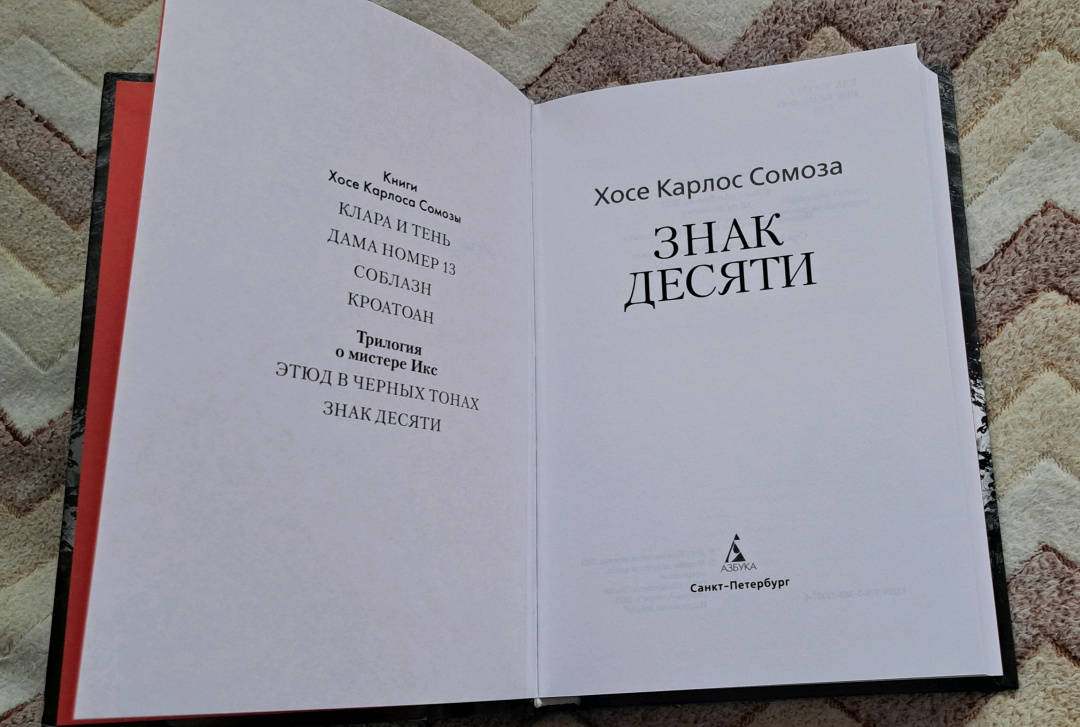 Книги
Хосе Карлоса Сомозы
КЛАРА И ТЕНЬ
ДАМА НОМЕР 13
СОБЛАЗН
КРОАТОАН
Трилогия
о мистере Икс
ЭТЮД В ЧЕРНЫХ ТОНАХ
ЗНАК ДЕСЯТИ
Хосе Карлос Сомоза
ЗНАК
ДЕСЯТИ
АЗБУКА
Санкт-Петербург